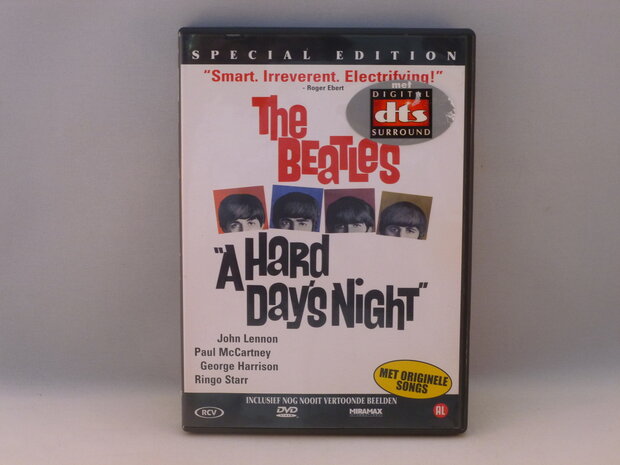 SPECIAL EDITION
"Smart. Irreverent. Electrifying!"
- Roger Ebert
met
DIGITAL
dts
SURROUND
The
BEATLES
"A HARD
DAY'S NIGHT"
John Lennon
Paul McCartney
George Harrison
Ringo Starr
MET ORIGINELE
SONGS
INCLUSIEF NOG NOOIT VERTOONDE BEELDEN
RCV
DVD
MIRAMAX
AL